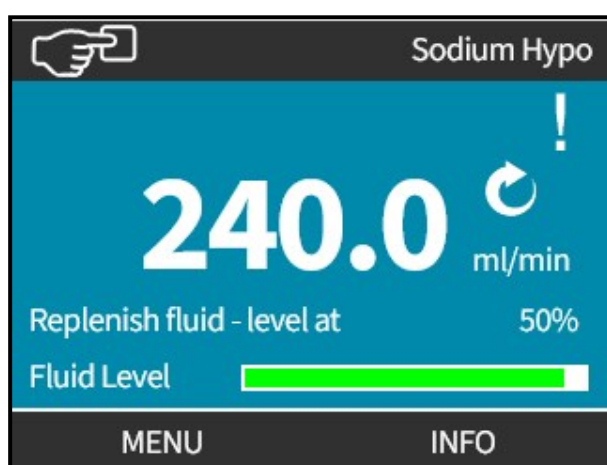 Sodium Hypo
!
240.0
ml/min
Replenish fluid - level at 50%
Fluid Level
MENU INFO